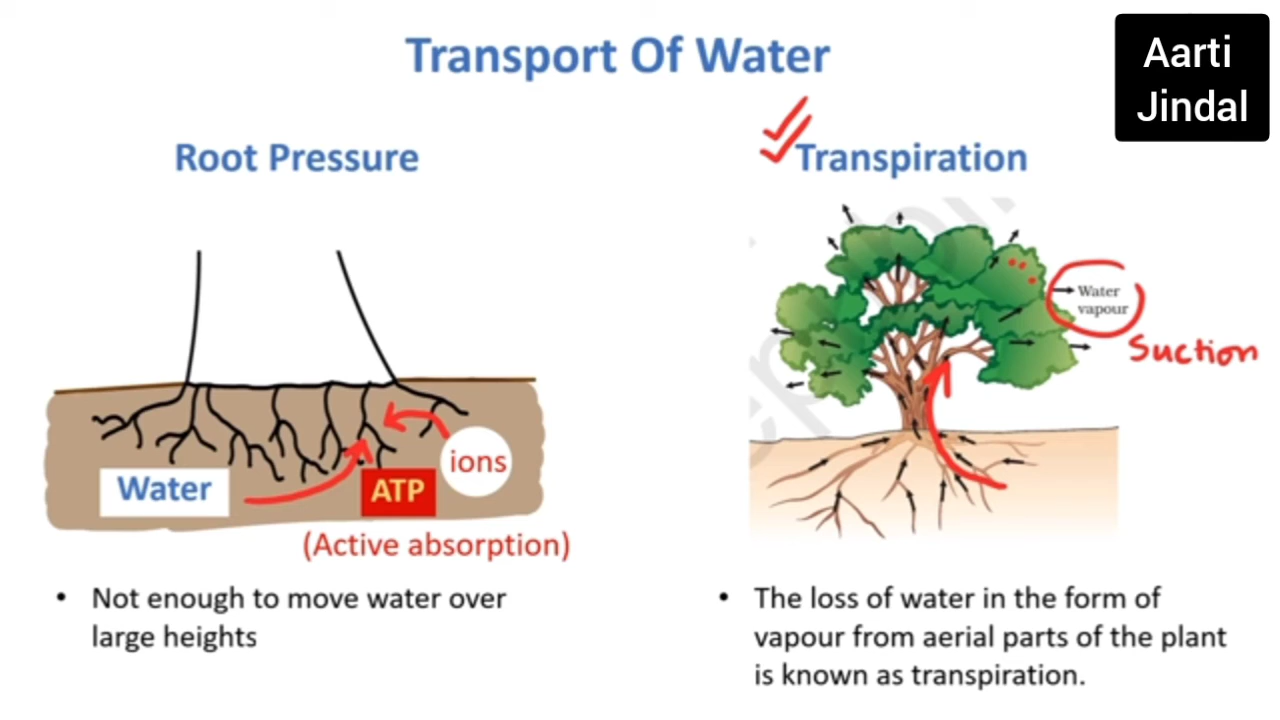 Transport Of Water
Aarti
Jindal
Root Pressure
Water
ATP
ions
(Active absorption)
• Not enough to move water over
large heights
Transpiration
Water
vapour
Suction
• The loss of water in the form of
vapour from aerial parts of the plant
is known as transpiration.